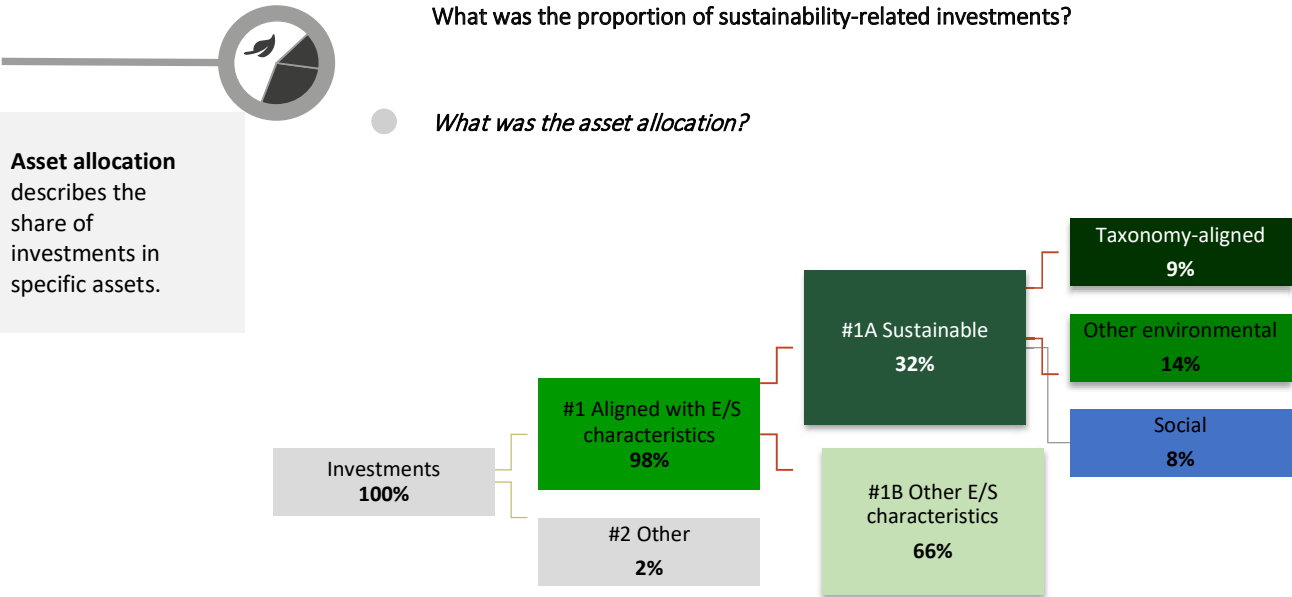 What was the proportion of sustainability-related investments?
What was the asset allocation?
Asset allocation
describes the
share of
investments in
specific assets.
Investments
100%
#1 Aligned with E/S
characteristics
98%
#2 Other
2%
#1A Sustainable
32%
#1B Other E/S
characteristics
66%
Taxonomy-aligned
9%
Other environmental
14%
Social
8%